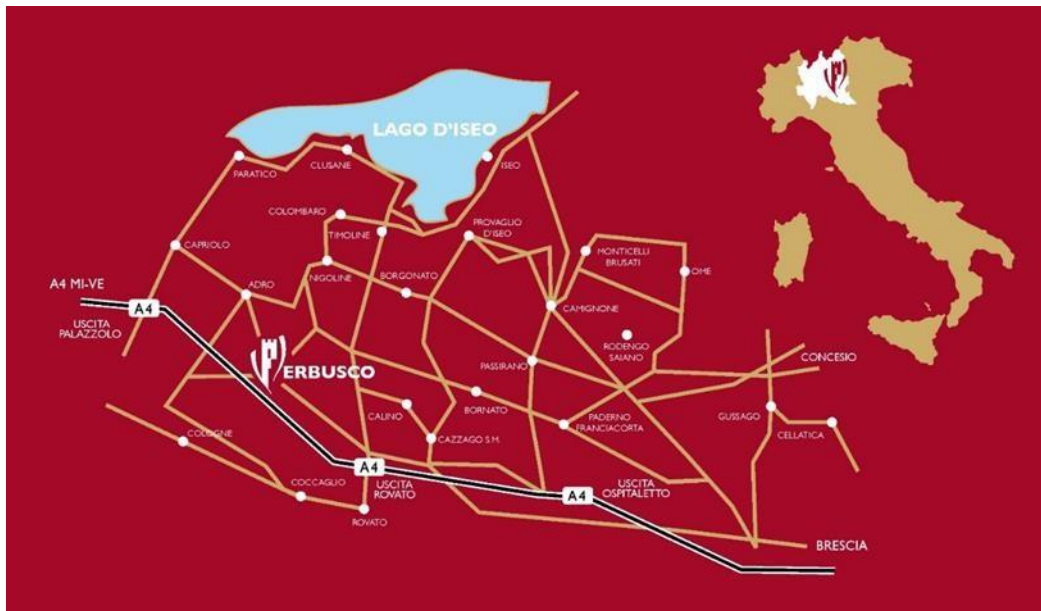 LAGO D'ISEO
PARATICO
CLUSANE
ISEO
COLOMBARO
TIMOLINE
PROVAGLIO
D'ISEO
CAPRIOLO
MONTICELLI
BRUSATI
OME
A4 MI-VE
ADRO
NIGOLINE
BORGONATO
A4
USCITA
PALAZZOLO
CAMIGNONE
RODENGO
SAIANO
CONCESIO
ERBUSCO
PASSIRANO
CALINO
BORNATO
PADERNO
FRANCIACORTA
GUSSAGO
CELLATICA
COLOGNE
CAZZAGO S.M.
A4
USCITA
ROVATO
COCCAGLIO
ROVATO
A4
USCITA
OSPITALETTO
BRESCIA